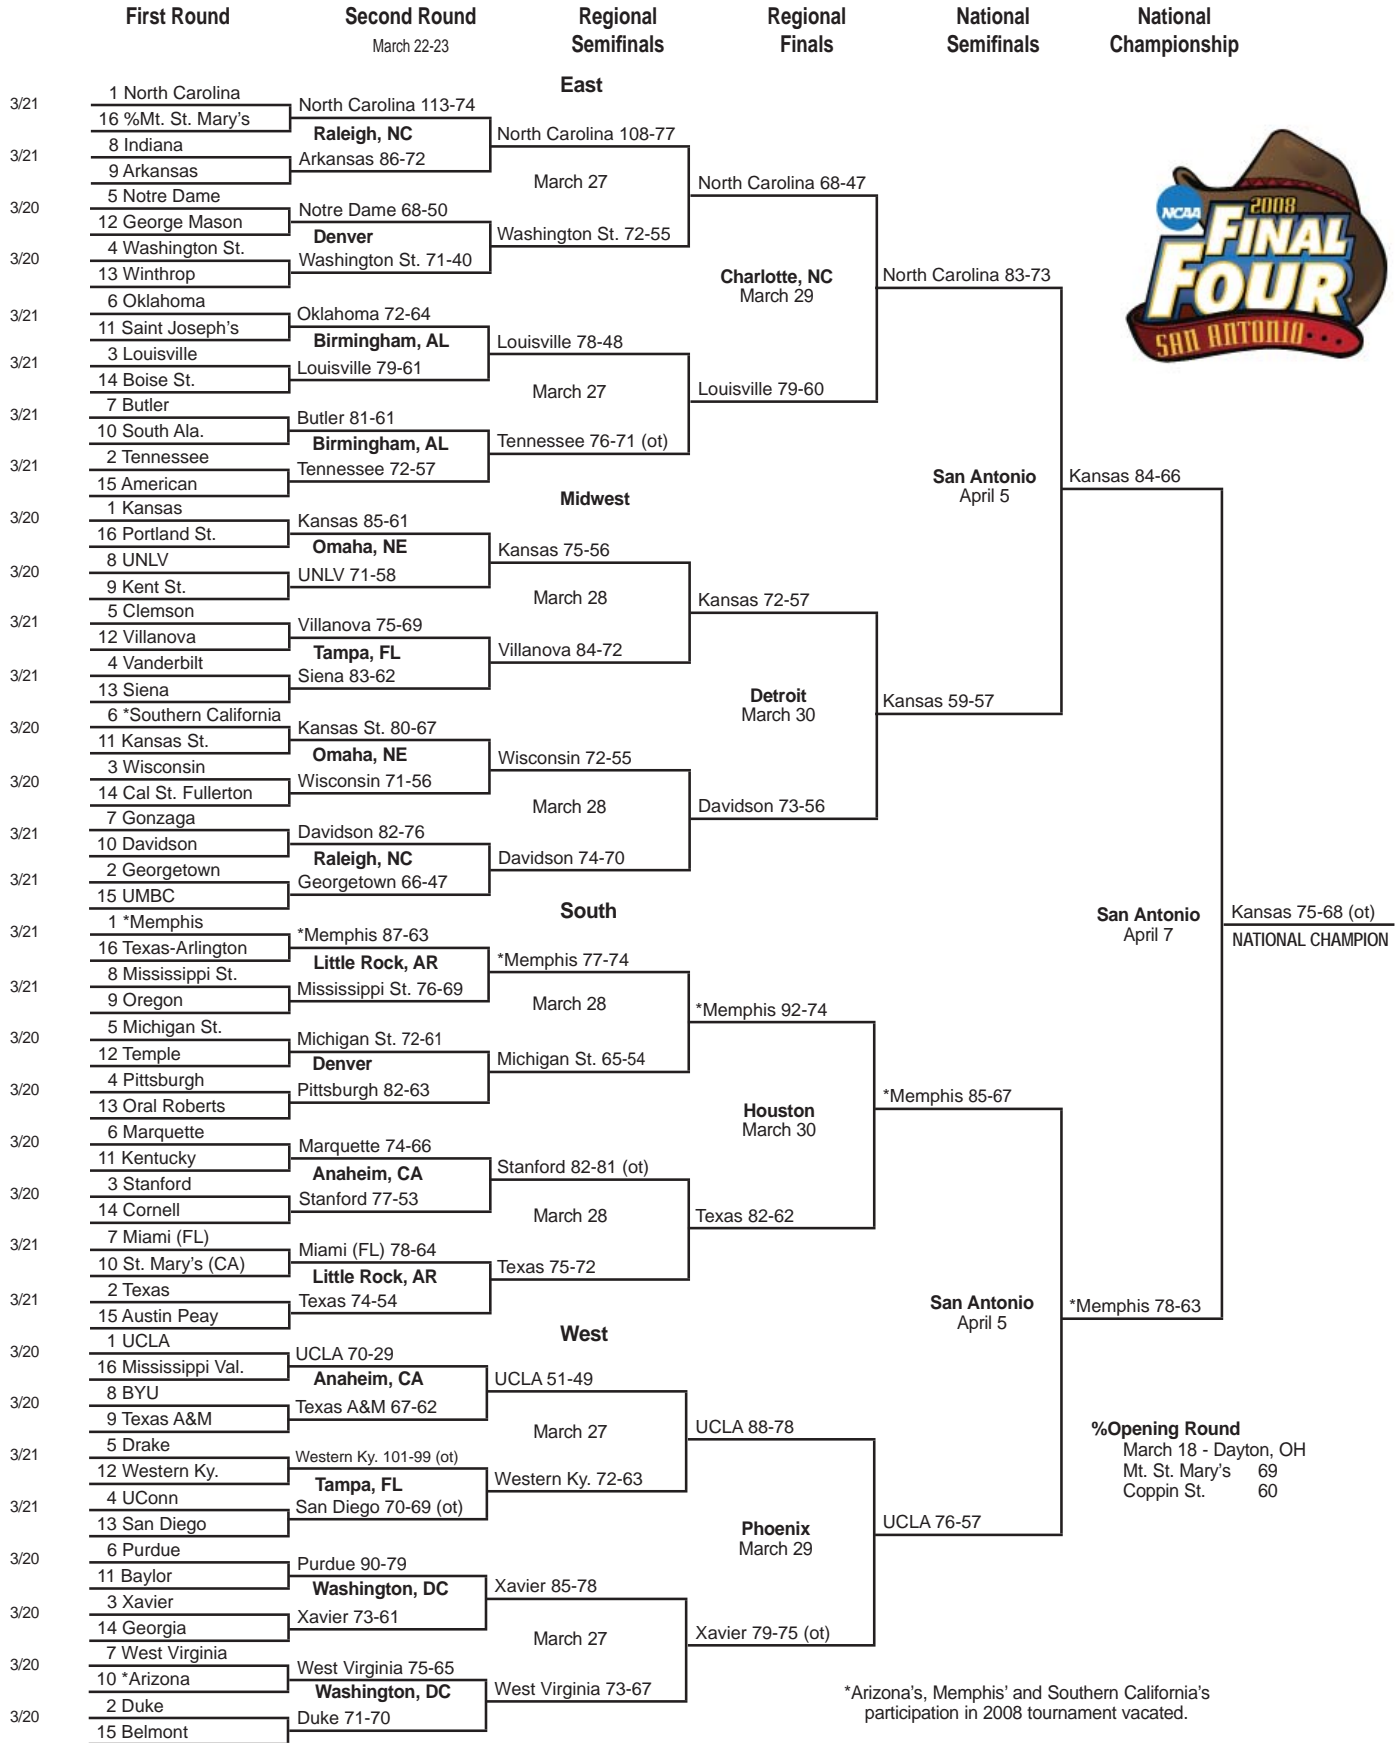 First Round Second Round Regional Semifinals Regional Finals National Semifinals National Championship
March 22-23
East
3/21
1 North Carolina
16 %Mt. St. Mary's
3/21
8 Indiana
9 Arkansas
3/20
5 Notre Dame
12 George Mason
3/20
4 Washington St.
13 Winthrop
3/21
6 Oklahoma
11 Saint Joseph's
3/21
3 Louisville
14 Boise St.
3/21
7 Butler
10 South Ala.
3/21
2 Tennessee
15 American
North Carolina 113-74
Raleigh, NC
Arkansas 86-72
Notre Dame 68-50
Denver
Washington St. 71-40
Oklahoma 72-64
Birmingham, AL
Louisville 79-61
Butler 81-61
Birmingham, AL
Tennessee 72-57
North Carolina 108-77
March 27
Washington St. 72-55
Louisville 78-48
March 27
Tennessee 76-71 (ot)
North Carolina 68-47
Charlotte, NC
March 29
Louisville 79-60
North Carolina 83-73
Midwest
3/20
1 Kansas
16 Portland St.
3/20
8 UNLV
9 Kent St.
3/21
5 Clemson
12 Villanova
3/21
4 Vanderbilt
13 Siena
3/20
6 *Southern California
11 Kansas St.
3/20
3 Wisconsin
14 Cal St. Fullerton
3/21
7 Gonzaga
10 Davidson
3/21
2 Georgetown
15 UMBC
Kansas 85-61
Omaha, NE
UNLV 71-58
Villanova 75-69
Tampa, FL
Siena 83-62
Kansas St. 80-67
Omaha, NE
Wisconsin 71-56
Davidson 82-76
Raleigh, NC
Georgetown 66-47
Kansas 75-56
March 28
Villanova 84-72
Wisconsin 72-55
March 28
Davidson 74-70
Kansas 72-57
Detroit
March 30
Davidson 73-56
Kansas 59-57
San Antonio
April 5
Kansas 84-66
South
3/21
1 *Memphis
16 Texas-Arlington
3/21
8 Mississippi St.
9 Oregon
3/20
5 Michigan St.
12 Temple
3/20
4 Pittsburgh
13 Oral Roberts
3/20
6 Marquette
11 Kentucky
3/20
3 Stanford
14 Cornell
3/21
7 Miami (FL)
10 St. Mary's (CA)
3/21
2 Texas
15 Austin Peay
*Memphis 87-63
Little Rock, AR
Mississippi St. 76-69
Michigan St. 72-61
Denver
Pittsburgh 82-63
Marquette 74-66
Anaheim, CA
Stanford 77-53
Miami (FL) 78-64
Little Rock, AR
Texas 74-54
*Memphis 77-74
March 28
Michigan St. 65-54
Stanford 82-81 (ot)
March 28
Texas 75-72
*Memphis 92-74
Houston
March 30
Texas 82-62
*Memphis 85-67
West
3/20
1 UCLA
16 Mississippi Val.
3/20
8 BYU
9 Texas A&M
3/21
5 Drake
12 Western Ky.
3/21
4 UConn
13 San Diego
3/20
6 Purdue
11 Baylor
3/20
3 Xavier
14 Georgia
3/20
7 West Virginia
10 *Arizona
3/20
2 Duke
15 Belmont
UCLA 70-29
Anaheim, CA
Texas A&M 67-62
Western Ky. 101-99 (ot)
Tampa, FL
San Diego 70-69 (ot)
Purdue 90-79
Washington, DC
Xavier 73-61
West Virginia 75-65
Washington, DC
Duke 71-70
UCLA 51-49
March 27
Western Ky. 72-63
Xavier 85-78
March 27
West Virginia 73-67
UCLA 88-78
Phoenix
March 29
Xavier 79-75 (ot)
UCLA 76-57
San Antonio
April 5
*Memphis 78-63
San Antonio
April 7
Kansas 75-68 (ot)
NATIONAL CHAMPION
NCAA
2008
FINAL
FOUR
SAN ANTONIO
%Opening Round
March 18 - Dayton, OH
Mt. St. Mary's 69
Coppin St. 60
*Arizona's, Memphis' and Southern California's
participation in 2008 tournament vacated.